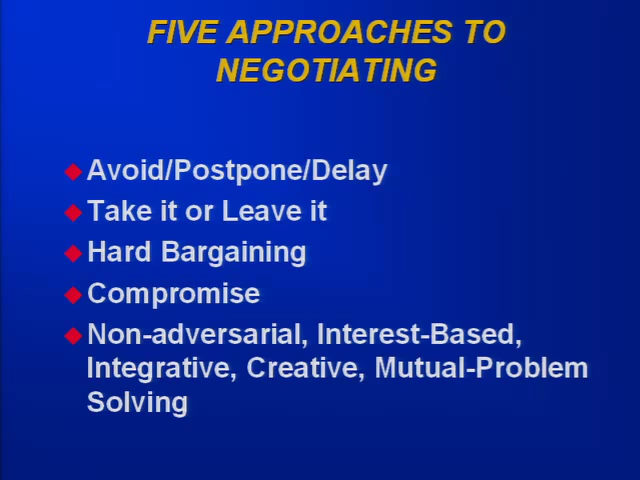 FIVE APPROACHES TO
NEGOTIATING
Avoid/Postpone/Delay
Take it or Leave it
Hard Bargaining
Compromise
Non-adversarial, Interest-Based,
Integrative, Creative, Mutual-Problem
Solving